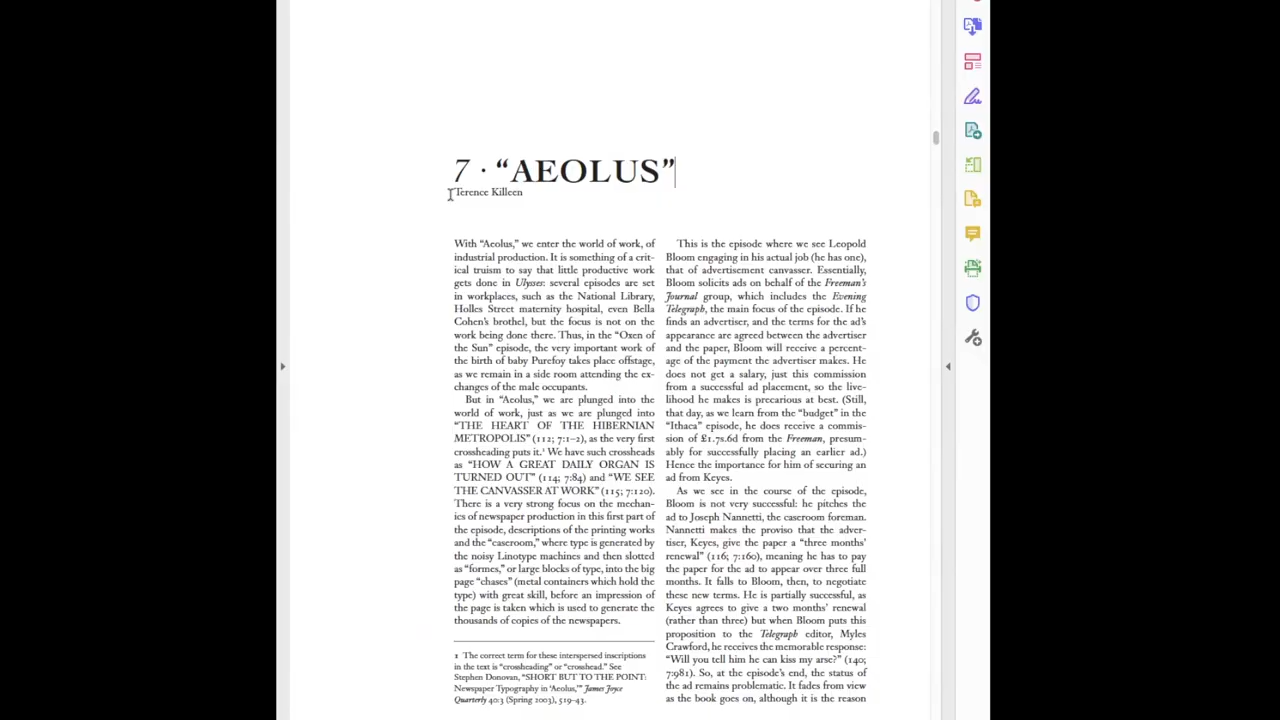 7 · “AEOLUS”
Terence Killeen
With “Aeolus,” we enter the world of work, of
industrial production. It is something of a crit-
ical truism to say that little productive work
gets done in Ulysses: several episodes are set
in workplaces, such as the National Library,
Holles Street maternity hospital, even Bella
Cohen’s brothel, but the focus is not on the
work being done there. Thus, in the “Oxen of
the Sun” episode, the very important work of
the birth of baby Purefoy takes place offstage,
as we remain in a side room attending the ex-
changes of the male occupants.
But in “Aeolus,” we are plunged into the
world of work, just as we are plunged into
“THE HEART OF THE HIBERNIAN
METROPOLIS” (112; 7:1–2), as the very first
crossheading puts it.¹ We have such crossheads
as “HOW A GREAT DAILY ORGAN IS
TURNED OUT” (114; 7:84) and “WE SEE
THE CANVASSER AT WORK” (115; 7:120).
There is a very strong focus on the mechan-
ics of newspaper production in this first part of
the episode, descriptions of the printing works
and the “caseroom,” where type is generated by
the noisy Linotype machines and then slotted
as “formes,” or large blocks of type, into the big
page “chases” (metal containers which hold the
type) with great skill, before an impression of
the page is taken which is used to generate the
thousands of copies of the newspapers.
1 The correct term for these interspersed inscriptions
in the text is “crossheading” or “crosshead.” See
Stephen Donovan, “SHORT BUT TO THE POINT:
Newspaper Typography in ‘Aeolus,’” James Joyce
Quarterly 40:3 (Spring 2003), 519–43.
This is the episode where we see Leopold
Bloom engaging in his actual job (he has one),
that of advertisement canvasser. Essentially,
Bloom solicits ads on behalf of the Freeman’s
Journal group, which includes the Evening
Telegraph, the main focus of the episode. If he
finds an advertiser, and the terms for the ad’s
appearance are agreed between the advertiser
and the paper, Bloom will receive a percent-
age of the payment the advertiser makes. He
does not get a salary, just this commission
from a successful ad placement, so the live-
lihood he makes is precarious at best. (Still,
that day, as we learn from the “budget” in the
“Ithaca” episode, he does receive a commis-
sion of £1.7s.6d from the Freeman, presum-
ably for successfully placing an earlier ad.)
Hence the importance for him of securing an
ad from Keyes.
As we see in the course of the episode,
Bloom is not very successful: he pitches the
ad to Joseph Nannetti, the caseroom foreman.
Nannetti makes the proviso that the adver-
tiser, Keyes, give the paper a “three months’
renewal” (116; 7:160), meaning he has to pay
the paper for the ad to appear over three full
months. It falls to Bloom, then, to negotiate
these new terms. He is partially successful, as
Keyes agrees to give a two months’ renewal
(rather than three) but when Bloom puts this
proposition to the Telegraph editor, Myles
Crawford, he receives the memorable response:
“Will you tell him he can kiss my arse?” (140;
7:981). So, at the episode’s end, the status of
the ad remains problematic. It fades from view
as the book goes on, although it is the reason